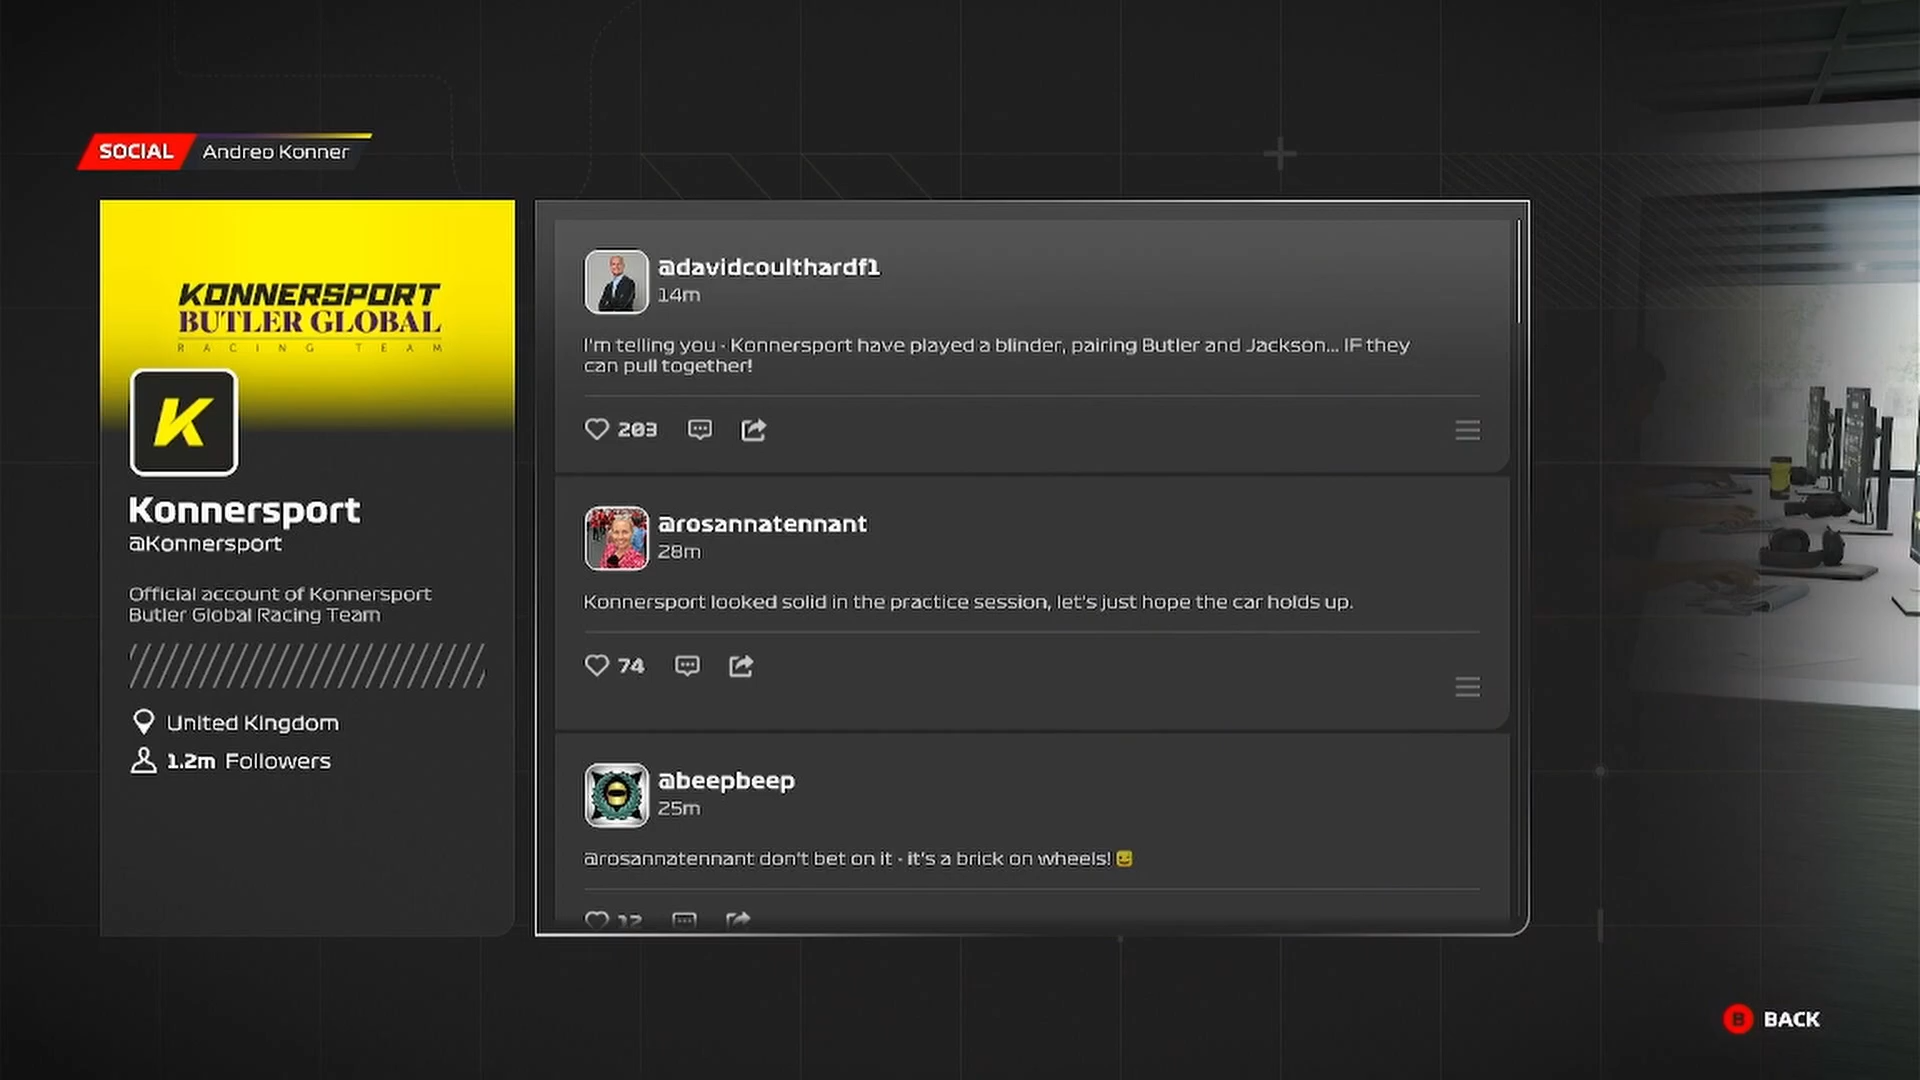 SOCIAL Andreo Konner
KONNERSPORT
BUTLER GLOBAL
RACING TEAM
K
Konnersport
@Konnersport
Official account of Konnersport
Butler Global Racing Team
United Kingdom
1.2m Followers
@davidcoulthardf1
14m
I'm telling you - Konnersport have played a blinder, pairing Butler and Jackson... IF they
can pull together!
203
@rosannatennant
28m
Konnersport looked solid in the practice session, let's just hope the car holds up.
74
@beepbeep
25m
@rosannatennant don't bet on it - it's a brick on wheels! 😅
12
B BACK